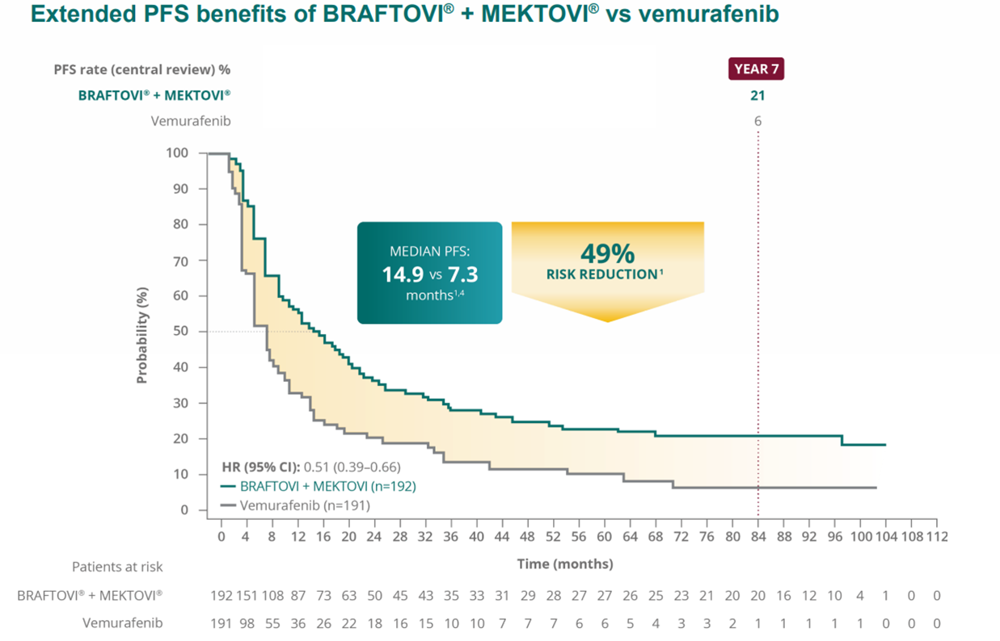 Extended PFS benefits of BRAFTOVI® + MEKTOVI® vs vemurafenib
PFS rate (central review) %
YEAR 7
BRAFTOVI® + MEKTOVI®
21
Vemurafenib
6
100
90
80
70
60
50
40
30
20
10
0
Probability (%)
MEDIAN PFS:
14.9 vs 7.3
months1,4
49%
RISK REDUCTION1
HR (95% CI): 0.51 (0.39–0.66)
BRAFTOVI + MEKTOVI (n=192)
Vemurafenib (n=191)
0 4 8 12 16 20 24 28 32 36 40 44 48 52 56 60 64 68 72 76 80 84 88 92 96 100 104 108 112
Time (months)
Patients at risk
BRAFTOVI® + MEKTOVI® 192 151 108 87 73 63 50 45 43 35 33 31 29 28 27 27 26 25 23 21 20 20 16 12 10 4 1 0 0
Vemurafenib 191 98 55 36 26 22 18 16 15 10 10 7 7 7 6 6 5 4 3 3 2 1 1 1 1 1 0 0 0